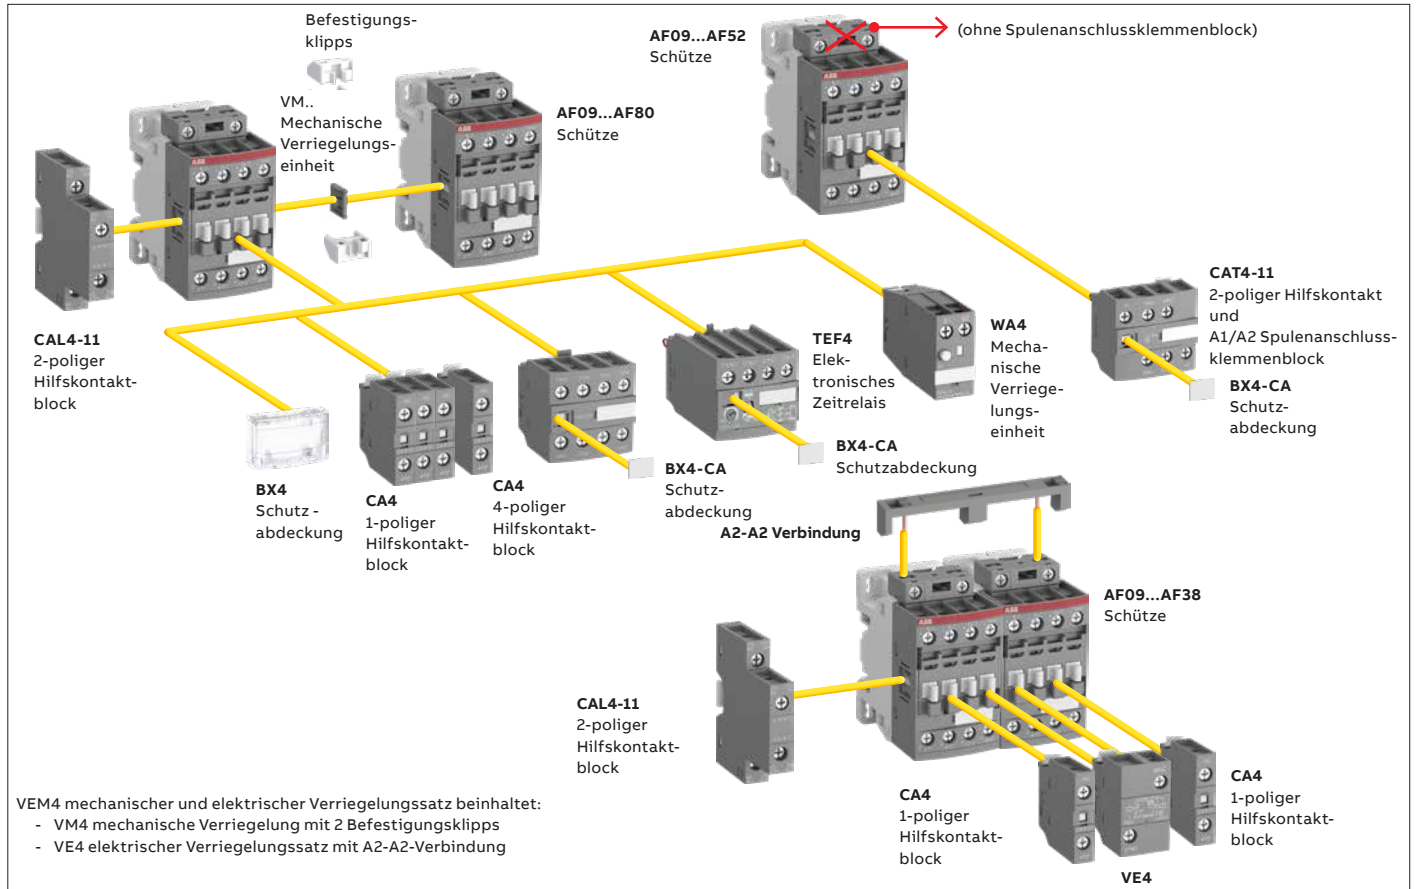 Befestigungs-
klipps
VM..
Mechanische
Verriegelungs-
einheit
AF09...AF80
Schütze
AF09...AF52
Schütze
(ohne Spulenanschlussklemmenblock)
ABB
ABB
ABB
CAL4-11
2-poliger
Hilfskontakt-
block
BX4
Schutz -
abdeckung
CA4
1-poliger
Hilfskontakt-
block
CA4
4-poliger
Hilfskontakt-
block
BX4-CA
Schutz-
abdeckung
TEF4
Elek-
tronisches
Zeitrelais
BX4-CA
Schutzabdeckung
WA4
Mecha-
nische
Verriege-
lungs-
einheit
CAT4-11
2-poliger Hilfskontakt
und
A1/A2 Spulenanschluss-
klemmenblock
BX4-CA
Schutz-
abdeckung
A2-A2 Verbindung
AF09...AF38
Schütze
ABB
ABB
CAL4-11
2-poliger
Hilfskontakt-
block
CA4
1-poliger
Hilfskontakt-
block
VE4
CA4
1-poliger
Hilfskontakt-
block
VEM4 mechanischer und elektrischer Verriegelungssatz beinhaltet:
- VM4 mechanische Verriegelung mit 2 Befestigungsklipps
- VE4 elektrischer Verriegelungssatz mit A2-A2-Verbindung